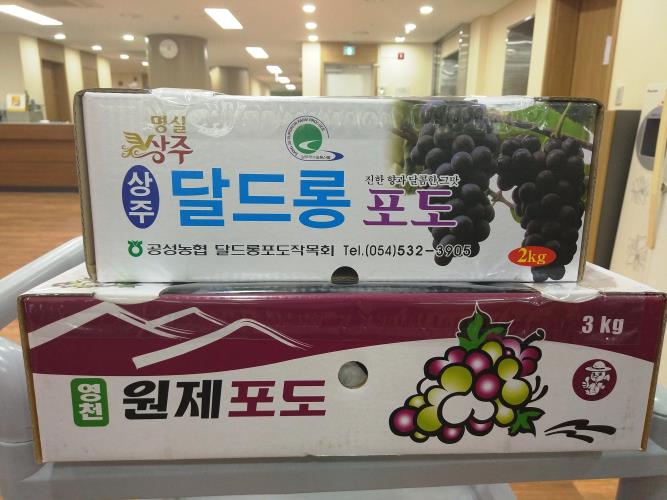 명실
상주
상주
달드롱
진한 향과 달콤한 그 맛
포도
공성농협 달드롱포도작목회 Tel.(054)532-3905
2kg
3 kg
영천
원제포도